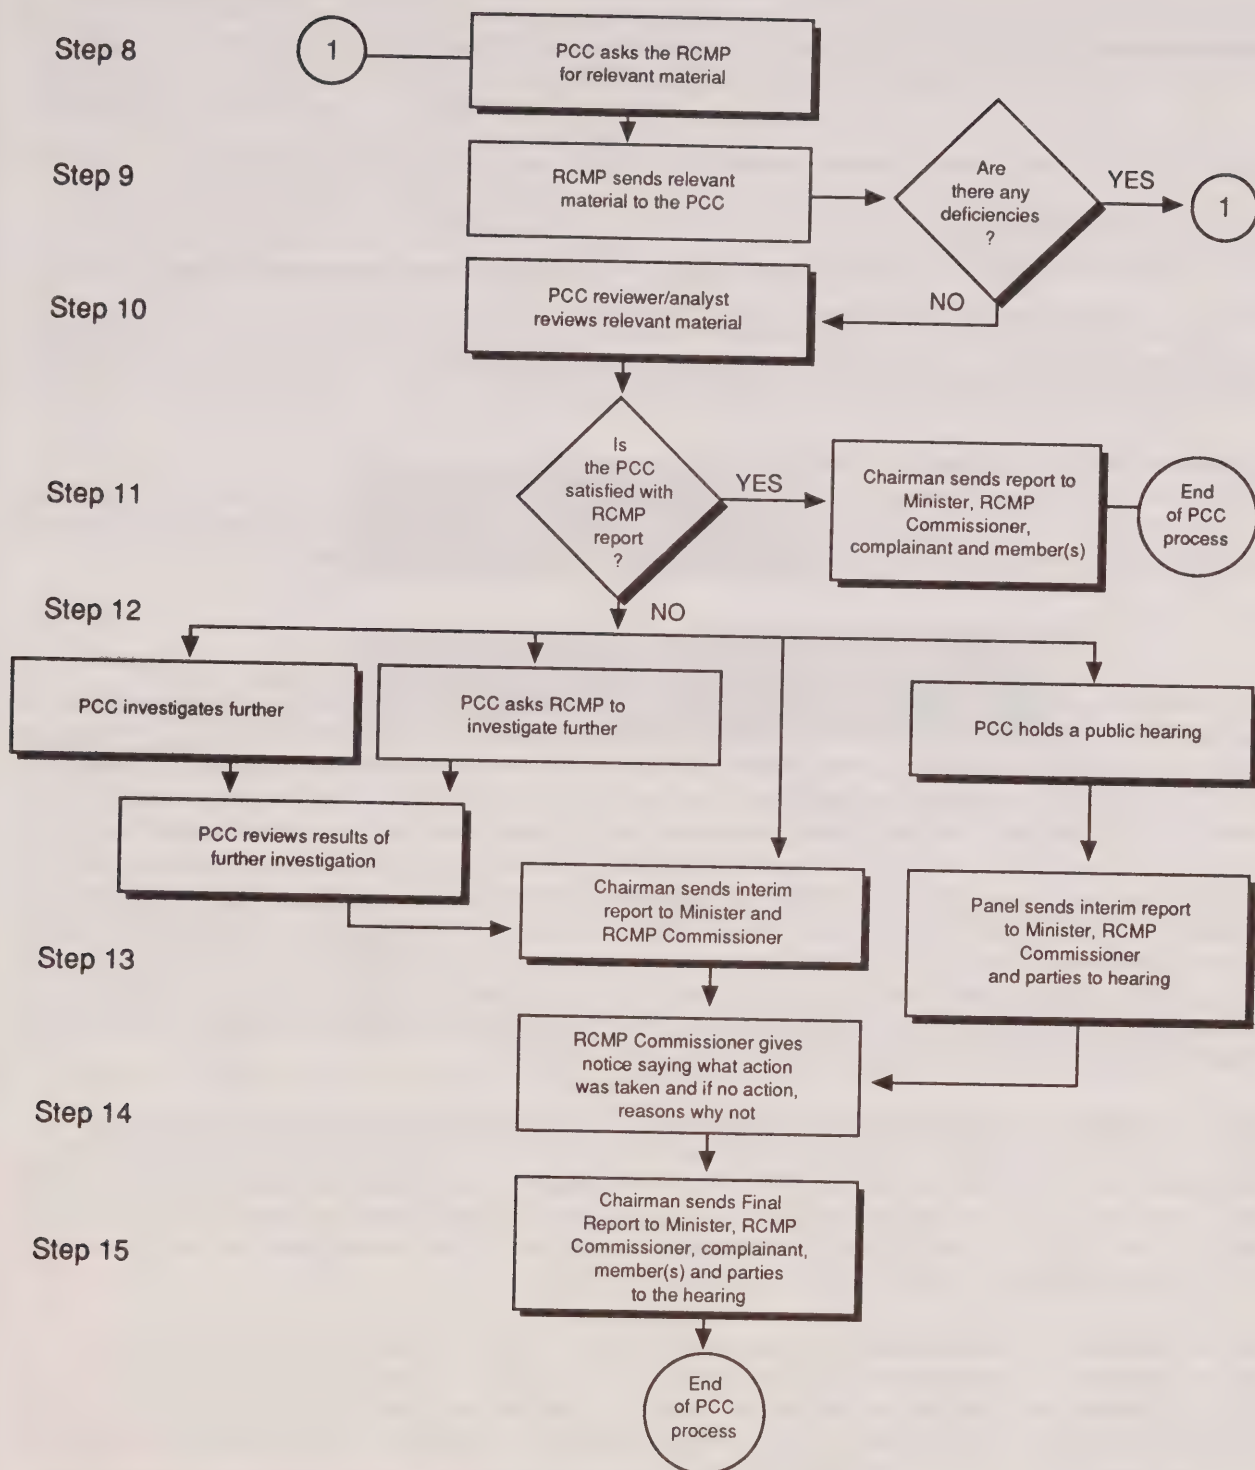 Step 8
1
PCC asks the RCMP
for relevant material
Step 9
RCMP sends relevant
material to the PCC
Are
there any
deficiencies
?
YES
1
NO
Step 10
PCC reviewer/analyst
reviews relevant material
Step 11
Is
the PCC
satisfied with
RCMP
report
?
YES
Chairman sends report to
Minister, RCMP
Commissioner,
complainant and member(s)
End
of PCC
process
Step 12
NO
PCC investigates further
PCC asks RCMP to
investigate further
PCC holds a public hearing
PCC reviews results of
further investigation
Step 13
Chairman sends interim
report to Minister and
RCMP Commissioner
Panel sends interim report
to Minister, RCMP
Commissioner
and parties to hearing
Step 14
RCMP Commissioner gives
notice saying what action
was taken and if no action,
reasons why not
Step 15
Chairman sends Final
Report to Minister, RCMP
Commissioner, complainant,
member(s) and parties
to the hearing
End
of PCC
process